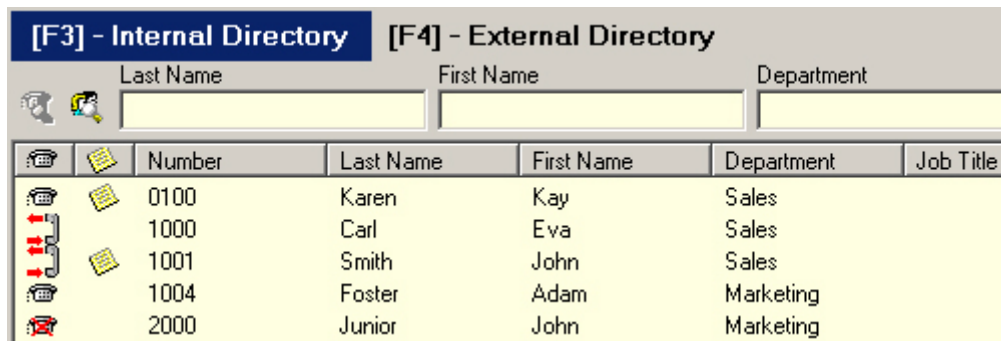 [F3] - Internal Directory [F4] - External Directory
Last Name First Name Department
Number Last Name First Name Department Job Title
0100 Karen Kay Sales
1000 Carl Eva Sales
1001 Smith John Sales
1004 Foster Adam Marketing
2000 Junior John Marketing